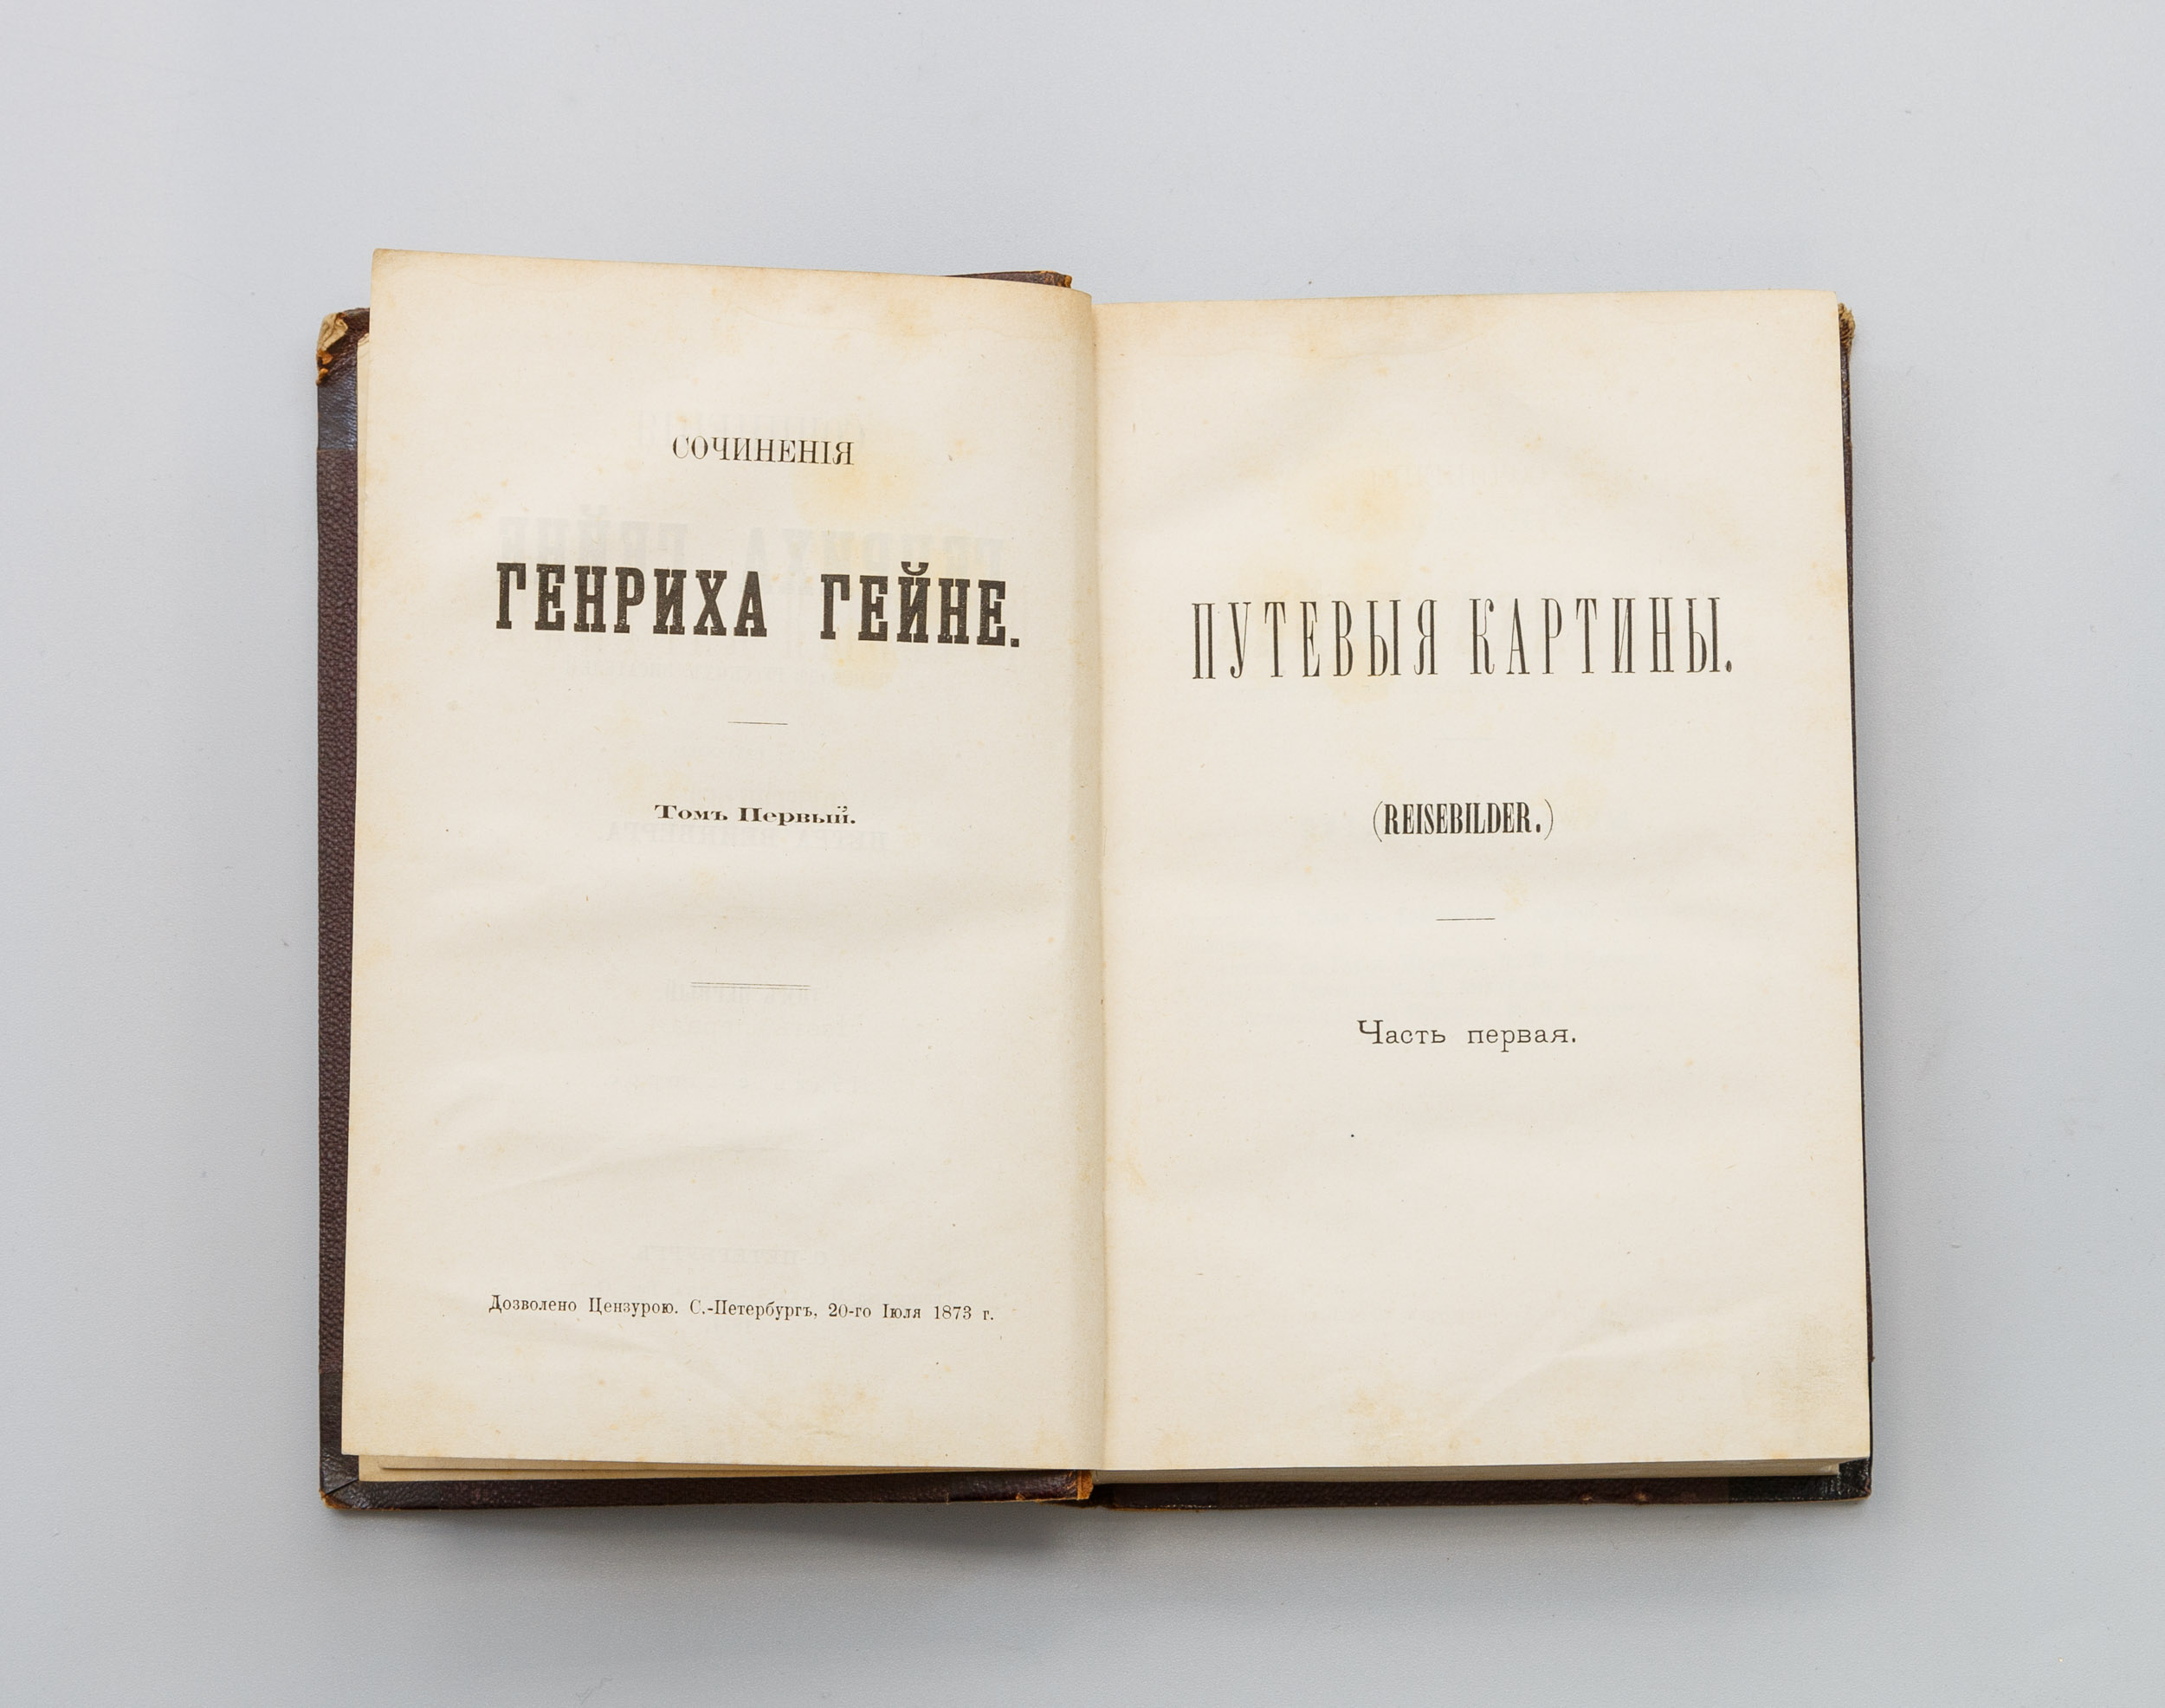 СОЧИНЕНІЯ
ГЕНРИХА ГЕЙНЕ.
Томъ Первый.
Дозволено Цензурою. С.-Петербургъ, 20-го Іюля 1873 г.
ПУТЕВЫЯ КАРТИНЫ.
(REISEBILDER.)
Часть первая.